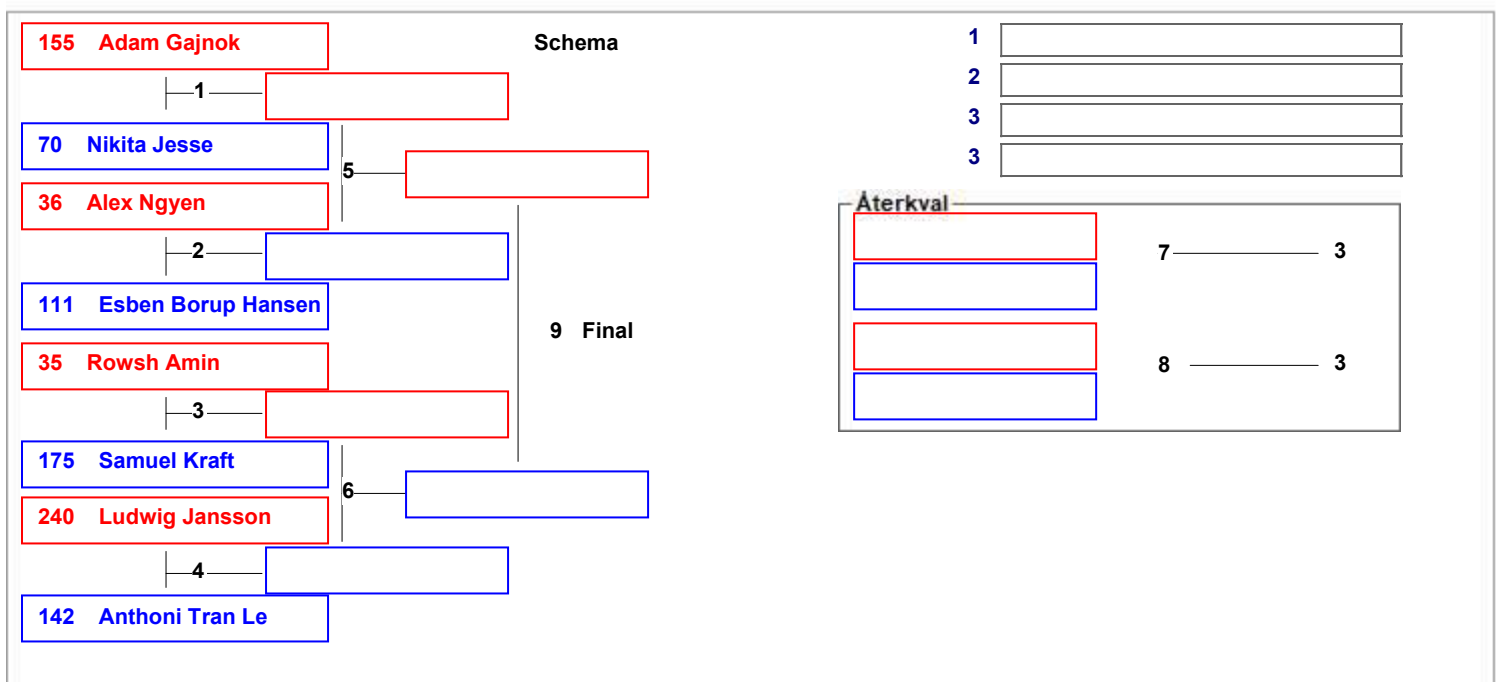 155 Adam Gajnok
Schema
1
70 Nikita Jesse
5
36 Alex Ngyen
2
111 Esben Borup Hansen
9 Final
35 Rowsh Amin
3
175 Samuel Kraft
6
240 Ludwig Jansson
4
142 Anthoni Tran Le
1
2
3
3
Återkval
7 3
8 3